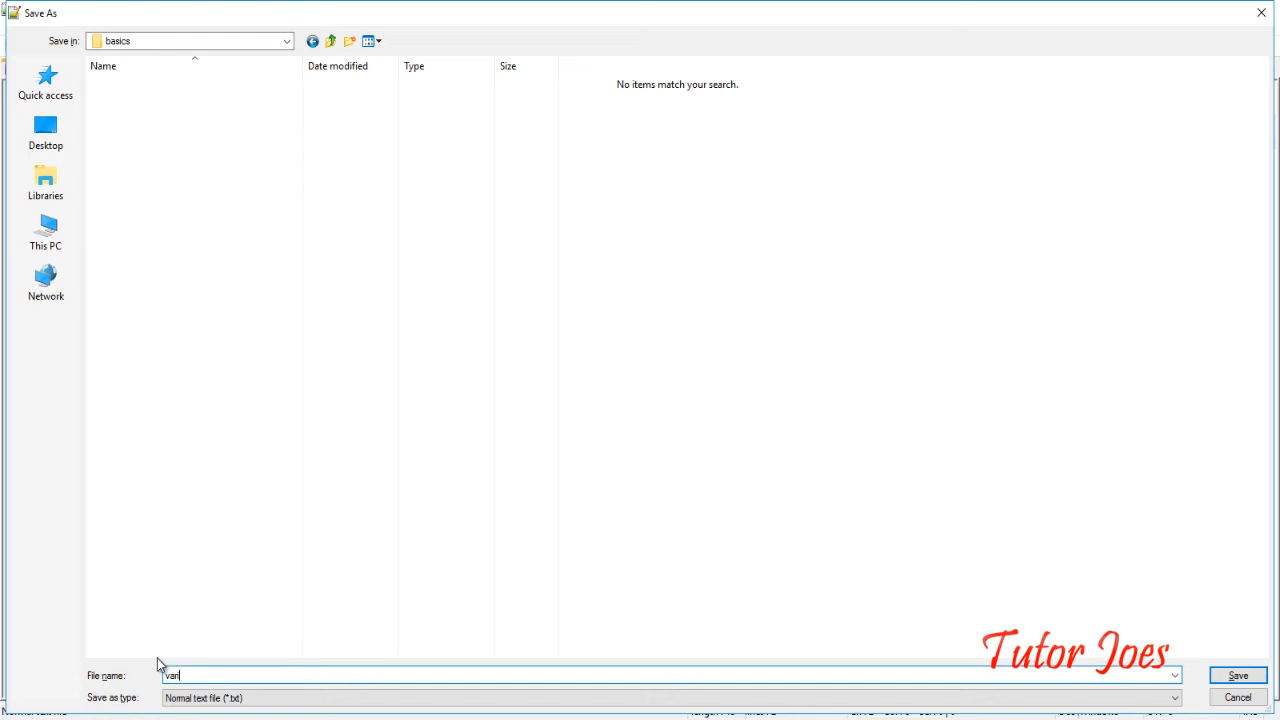 Save As
Save in: basics
Name Date modified Type Size
No items match your search.
Quick access
Desktop
Libraries
This PC
Network
Tutor Joes
File name: vari Save
Save as type: Normal text file (*.txt) Cancel